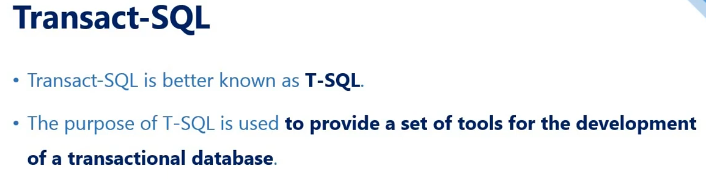 Transact-SQL
• Transact-SQL is better known as T-SQL.
• The purpose of T-SQL is used to provide a set of tools for the development
of a transactional database.